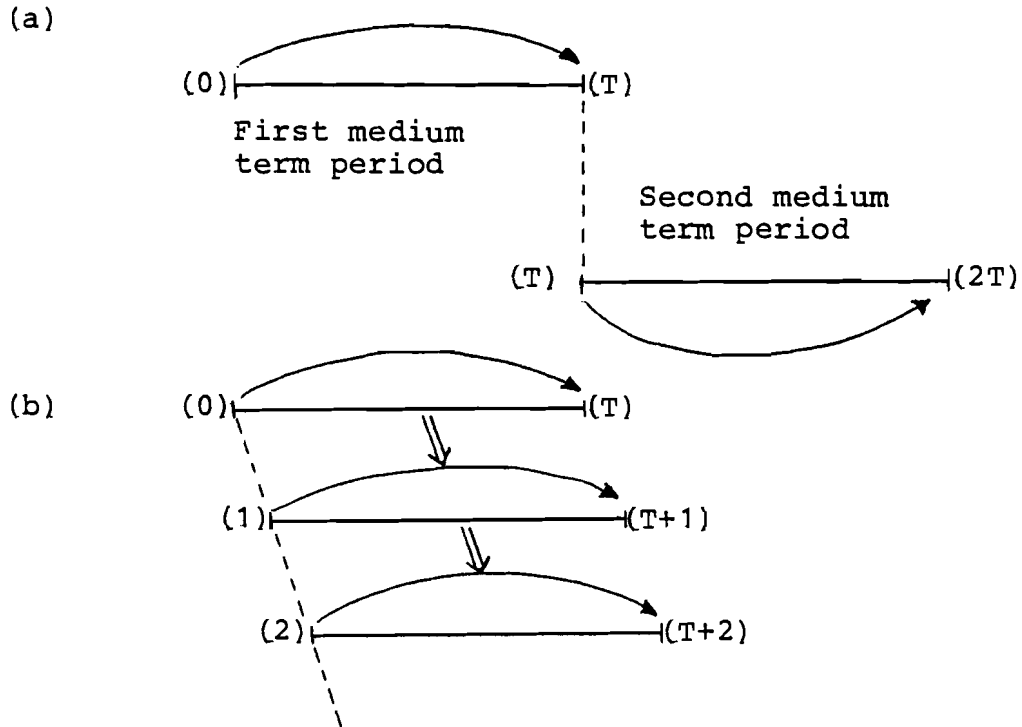 (a)
(0) (T)
First medium
term period
Second medium
term period
(T) (2T)
(b) (0) (T)
(1) (T+1)
(2) (T+2)